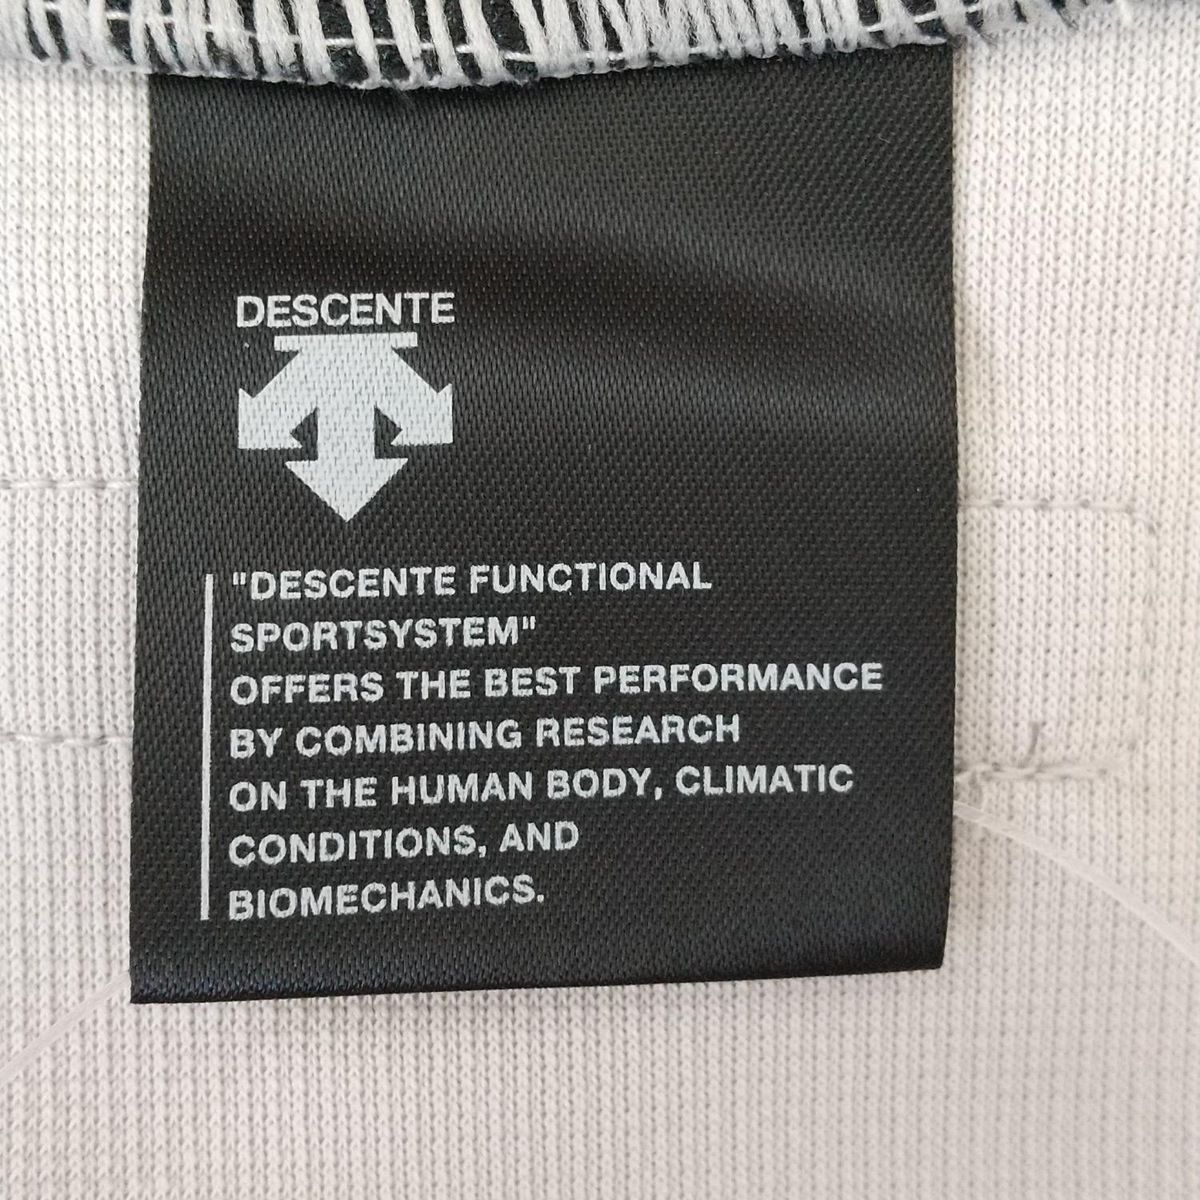 DESCENTE
"DESCENTE FUNCTIONAL
SPORTSYSTEM"
OFFERS THE BEST PERFORMANCE
BY COMBINING RESEARCH
ON THE HUMAN BODY, CLIMATIC
CONDITIONS, AND
BIOMECHANICS.